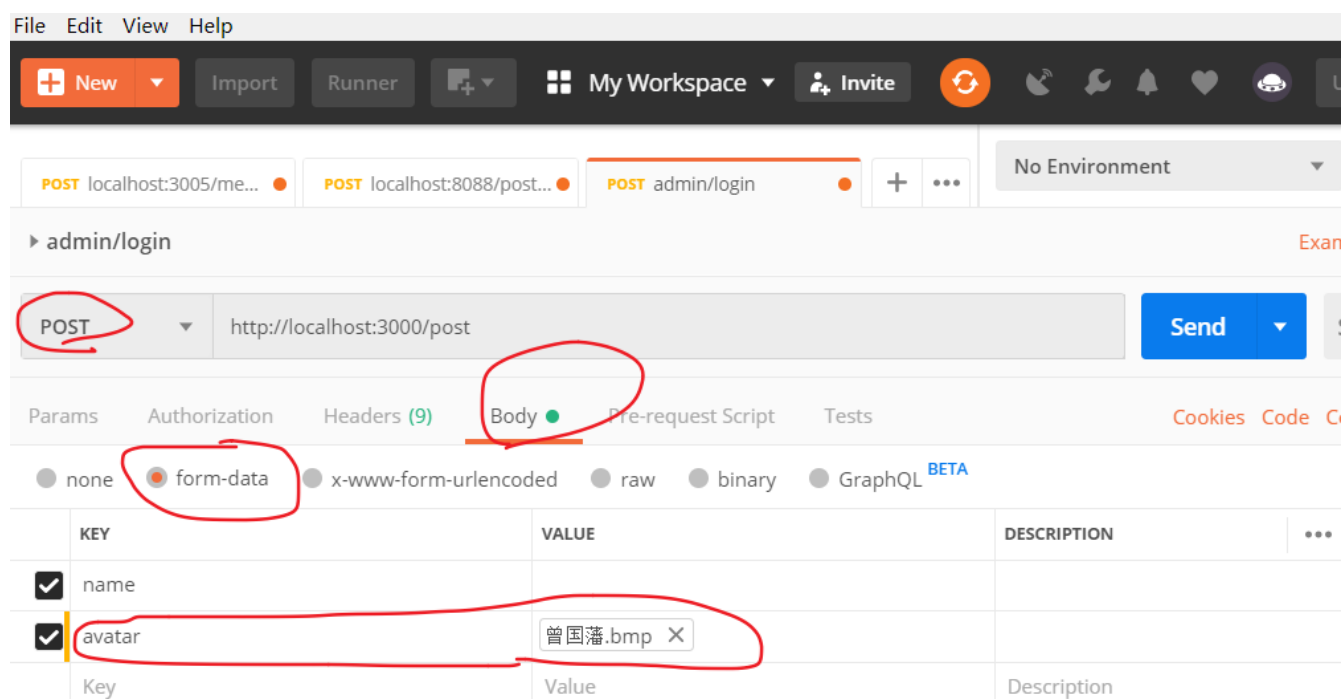 File Edit View Help
New Import Runner My Workspace Invite
No Environment
POST localhost:3005/me... POST localhost:8088/post... POST admin/login
admin/login
POST http://localhost:3000/post Send
Params Authorization Headers (9) Body Pre-request Script Tests Cookies Code
none form-data x-www-form-urlencoded raw binary GraphQL BETA
KEY VALUE DESCRIPTION
name
avatar 曾国藩.bmp
Key Value Description